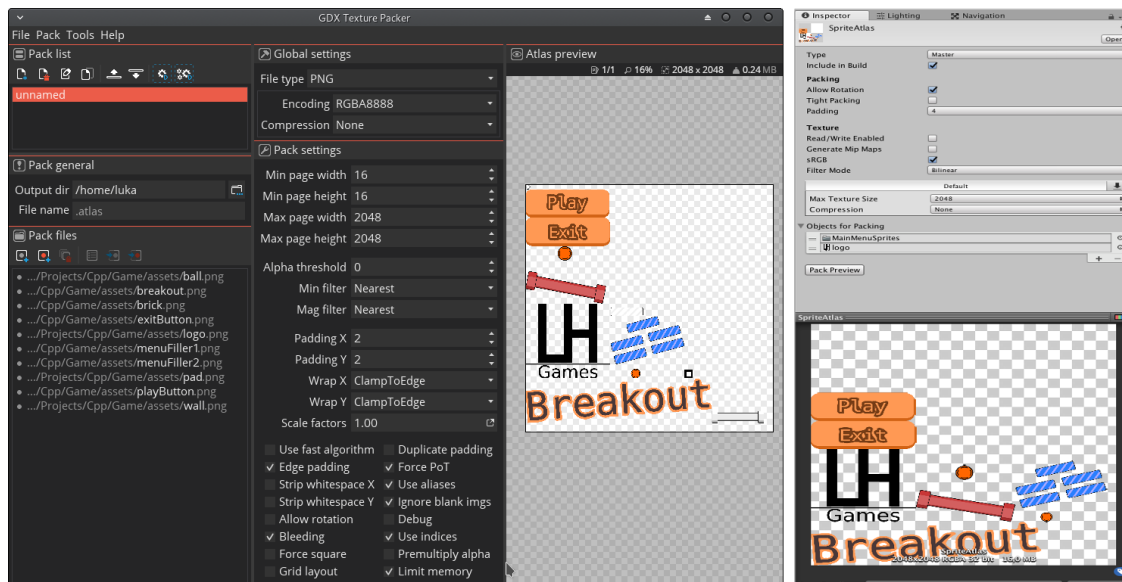 GDX Texture Packer
File Pack Tools Help
Pack list
unnamed
Pack general
Output dir /home/luka
File name .atlas
Pack files
.../Projects/Cpp/Game/assets/ball.png
.../Cpp/Game/assets/breakout.png
.../Projects/Cpp/Game/assets/brick.png
.../Cpp/Game/assets/exitButton.png
.../Projects/Cpp/Game/assets/logo.png
.../Cpp/Game/assets/menuFiller1.png
.../Cpp/Game/assets/menuFiller2.png
.../Projects/Cpp/Game/assets/pad.png
.../Cpp/Game/assets/playButton.png
.../Projects/Cpp/Game/assets/wall.png
Global settings
File type PNG
Encoding RGBA8888
Compression None
Pack settings
Min page width 16
Min page height 16
Max page width 2048
Max page height 2048
Alpha threshold 0
Min filter Nearest
Mag filter Nearest
Padding X 2
Padding Y 2
Wrap X ClampToEdge
Wrap Y ClampToEdge
Scale factors 1.00
Use fast algorithm Duplicate padding
Edge padding Force PoT
Strip whitespace X Use aliases
Strip whitespace Y Ignore blank imgs
Allow rotation Debug
Bleeding Use indices
Force square Premultiply alpha
Grid layout Limit memory
Atlas preview
1/1 16% 2048 x 2048 0.24 MB
Play
Exit
LH
Games
Breakout
Inspector Lighting Navigation
SpriteAtlas
Open
Type Master
Include in Build
Packing
Allow Rotation
Tight Packing
Padding 4
Texture
Read/Write Enabled
Generate Mip Maps
sRGB
Filter Mode Bilinear
Default
Max Texture Size 2048
Compression None
Objects for Packing
MainMenuSprites
logo
Pack Preview
SpriteAtlas
Play
Exit
LH
Games
Breakout
SpriteAtlas
2048x2048 RGBA 32 Bit 16.0 MB